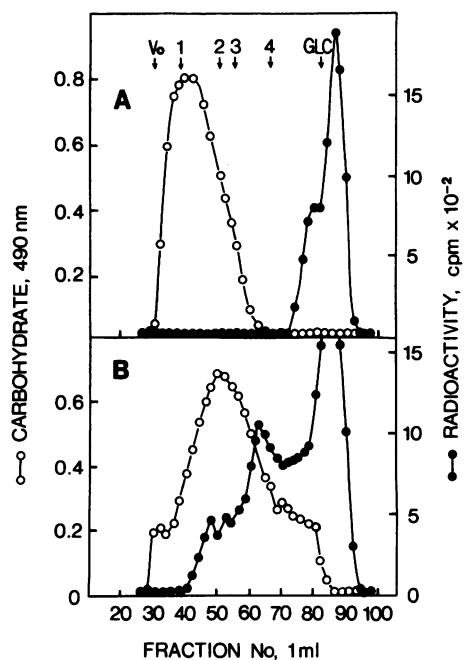 Vo 1 2 3 4 GLC
A
0.8
0.6
0.4
0.2
15
10
5
B
0.6
0.4
0.2
0
15
10
5
0
20 30 40 50 60 70 80 90 100
FRACTION No, 1ml
CARBOHYDRATE, 490 nm
RADIOACTIVITY, cpm x 10-2